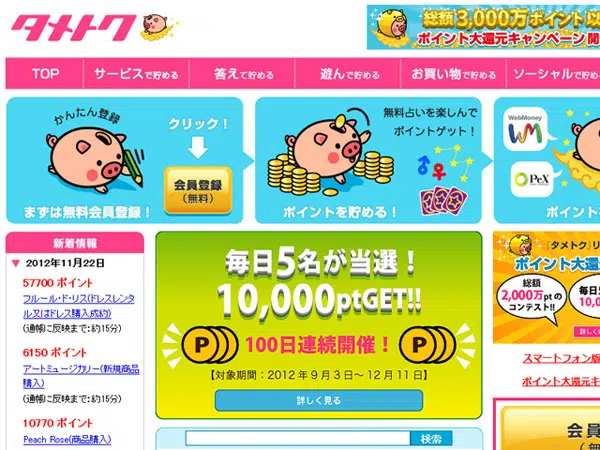 タメトク
総額3,000万ポイント以
ポイント大還元キャンペーン開
TOP
サービスで貯める
答えて貯める
遊んで貯める
お買い物で貯める
ソーシャルで貯め
かんたん登録
クリック！
会員登録
(無料)
まずは無料会員登録！
無料占いを楽しんで
ポイントゲット！
ポイントを貯める！
WebMoney
WM
PeX
ポイントを
新着情報
▼ 2012年11月22日
57700 ポイント
フルール・ド・リス(ドレスレンタ
ル又はドレス購入成約)
(通帳に反映まで：約15分)
6150 ポイント
アートミュージカリー(新規商品
購入)
(通帳に反映まで：約15分)
10770 ポイント
Peach Rose(商品購入)
毎日5名が当選！
10,000ptGET!!
P
100日連続開催！
P
【対象期間：2012年9月3日〜12月11日】
詳しく見る
検索
『タメトク』リ
ポイント大還
総額
2,000万ptの
コンテスト!!
毎日5
10,
pt
詳しく
スマートフォン版
ポイント大還元キ
会員
（無